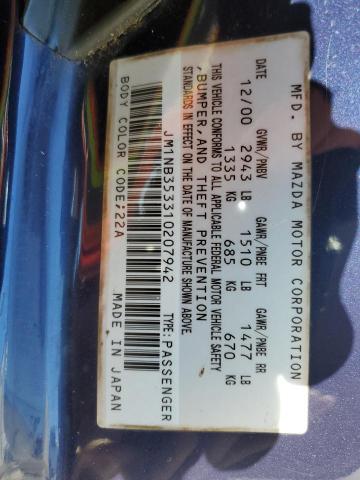 MFD. BY MAZDA MOTOR CORPORATION
DATE GVWR/PNBV GAWR/PNBE FRT GAWR/PNBE RR
12/00 2943 LB 1510 LB 1477 LB
1335 KG 685 KG 670 KG
THIS VEHICLE CONFORMS TO ALL APPLICABLE FEDERAL MOTOR VEHICLE SAFETY
,BUMPER,AND THEFT PREVENTION
STANDARDS IN EFFECT ON THE DATE OF MANUFACTURE SHOWN ABOVE.
JM1NB353310207942 TYPE:PASSENGER
BODY COLOR CODE;22A MADE IN JAPAN